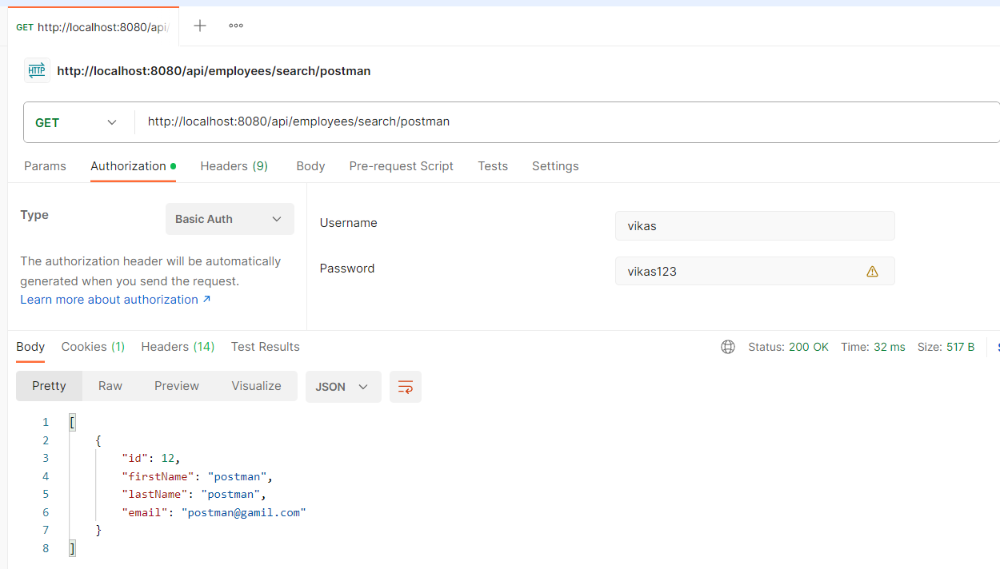 GET http://localhost:8080/api/
HTTP http://localhost:8080/api/employees/search/postman
GET http://localhost:8080/api/employees/search/postman
Params Authorization Headers (9) Body Pre-request Script Tests Settings
Type Basic Auth
The authorization header will be automatically
generated when you send the request.
Learn more about authorization ↗
Username vikas
Password vikas123
Body Cookies (1) Headers (14) Test Results Status: 200 OK Time: 32 ms Size: 517 B
Pretty Raw Preview Visualize JSON
1 [
2 {
3 "id": 12,
4 "firstName": "postman",
5 "lastName": "postman",
6 "email": "postman@gamil.com"
7 }
8 ]